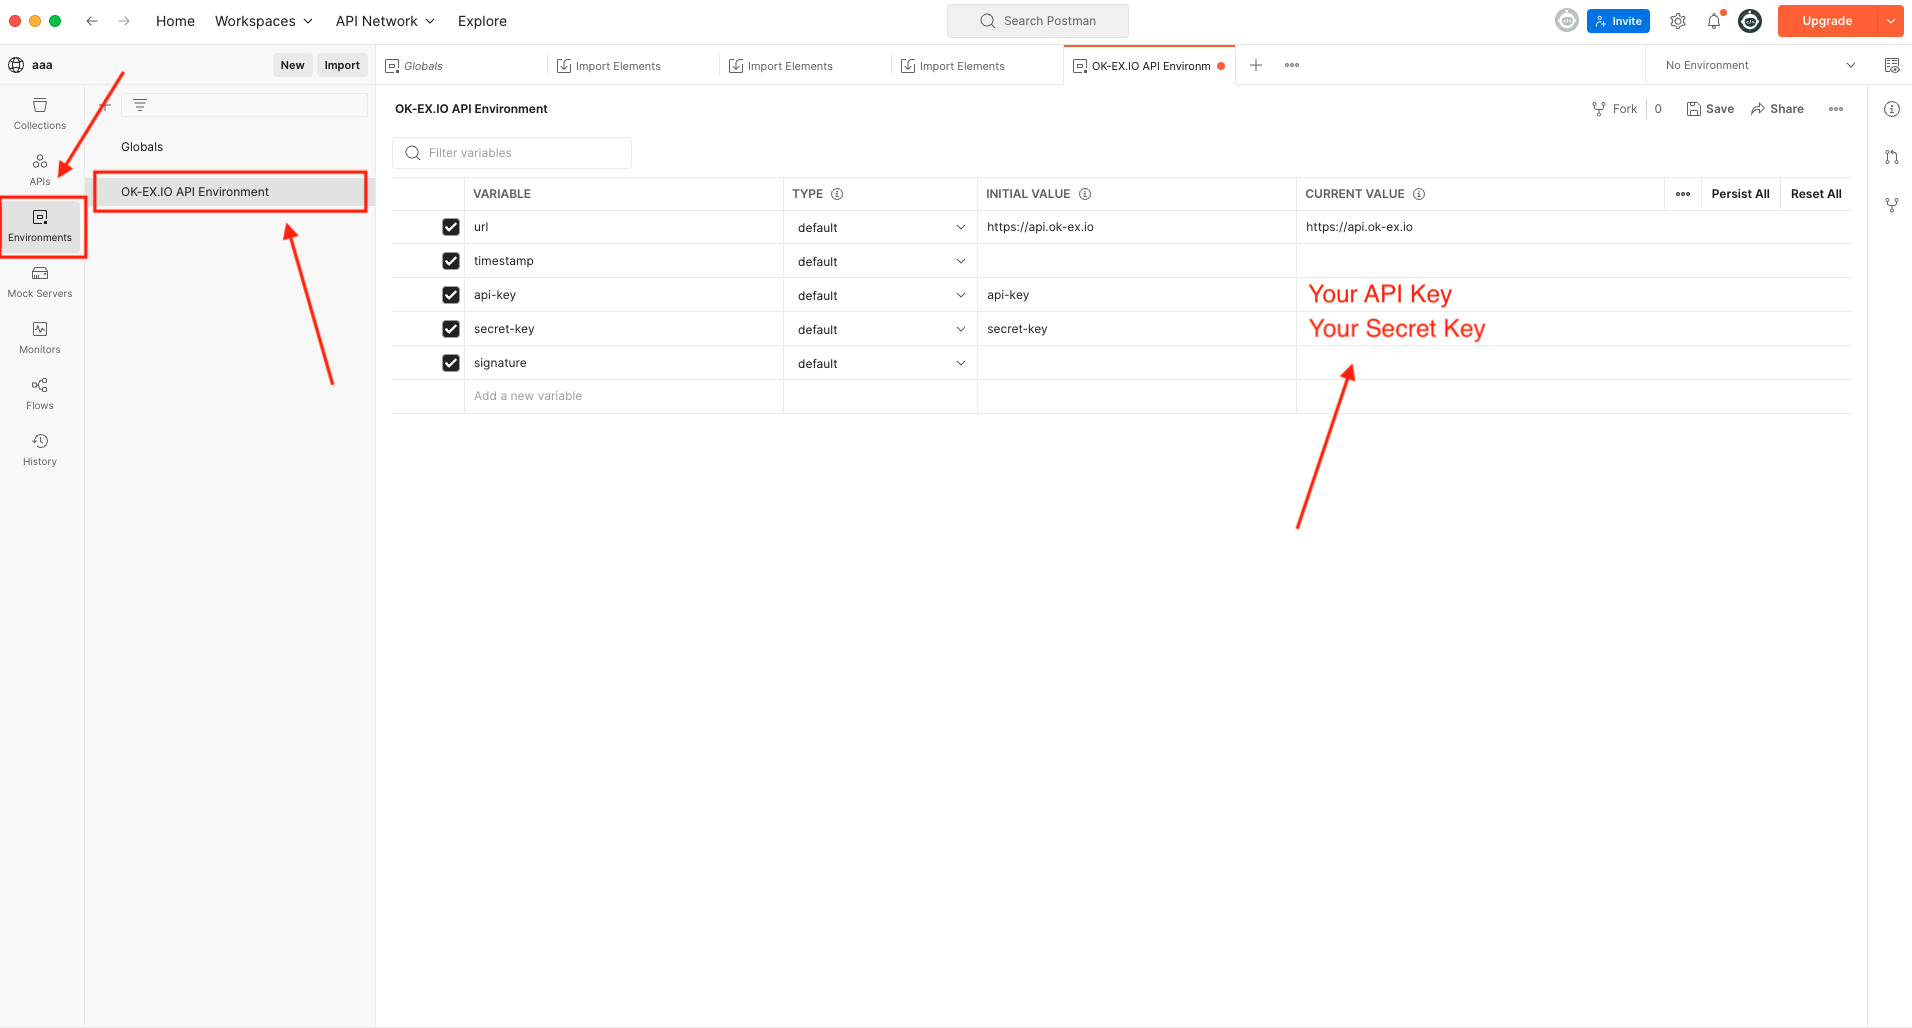 Home Workspaces API Network Explore Search Postman Invite Upgrade
aaa New Import Globals Import Elements Import Elements Import Elements OK-EX.IO API Environm No Environment
Collections
APIs
Environments
Mock Servers
Monitors
Flows
History
Globals
OK-EX.IO API Environment
OK-EX.IO API Environment Fork 0 Save Share
Filter variables
VARIABLE TYPE INITIAL VALUE CURRENT VALUE Persist All Reset All
url default https://api.ok-ex.io https://api.ok-ex.io
timestamp default
api-key default api-key Your API Key
secret-key default secret-key Your Secret Key
signature default
Add a new variable